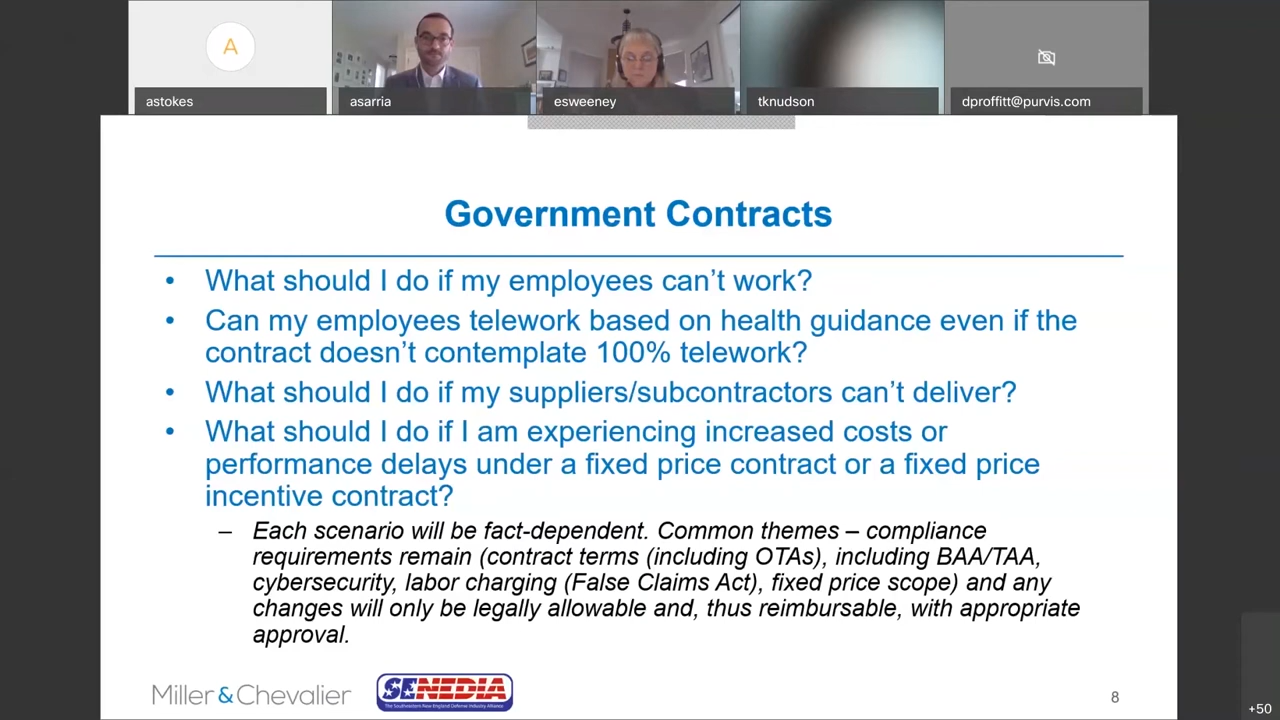 A
astokes
asarria
esweeney
tknudson
dproffitt@purvis.com
Government Contracts
• What should I do if my employees can’t work?
• Can my employees telework based on health guidance even if the
contract doesn’t contemplate 100% telework?
• What should I do if my suppliers/subcontractors can’t deliver?
• What should I do if I am experiencing increased costs or
performance delays under a fixed price contract or a fixed price
incentive contract?
– Each scenario will be fact-dependent. Common themes – compliance
requirements remain (contract terms (including OTAs), including BAA/TAA,
cybersecurity, labor charging (False Claims Act), fixed price scope) and any
changes will only be legally allowable and, thus reimbursable, with appropriate
approval.
Miller & Chevalier
SENEDIA
The Southeastern New England Defense Industry Alliance
8
+50